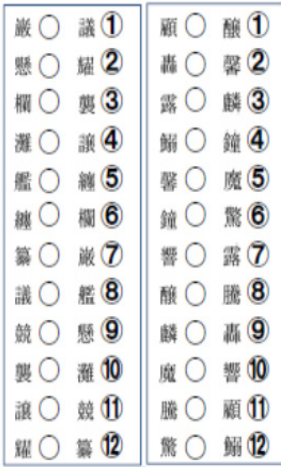 巌○ 議① 顧○ 醸①
懸○ 耀② 轟○ 馨②
欄○ 襲③ 露○ 麟③
灘○ 譲④ 鰯○ 鐘④
艦○ 纏⑤ 馨○ 魔⑤
纏○ 欄⑥ 鐘○ 驚⑥
纂○ 巌⑦ 響○ 露⑦
議○ 艦⑧ 醸○ 騰⑧
競○ 懸⑨ 麟○ 轟⑨
襲○ 灘⑩ 魔○ 響⑩
譲○ 競⑪ 騰○ 顧⑪
耀○ 纂⑫ 驚○ 鰯⑫